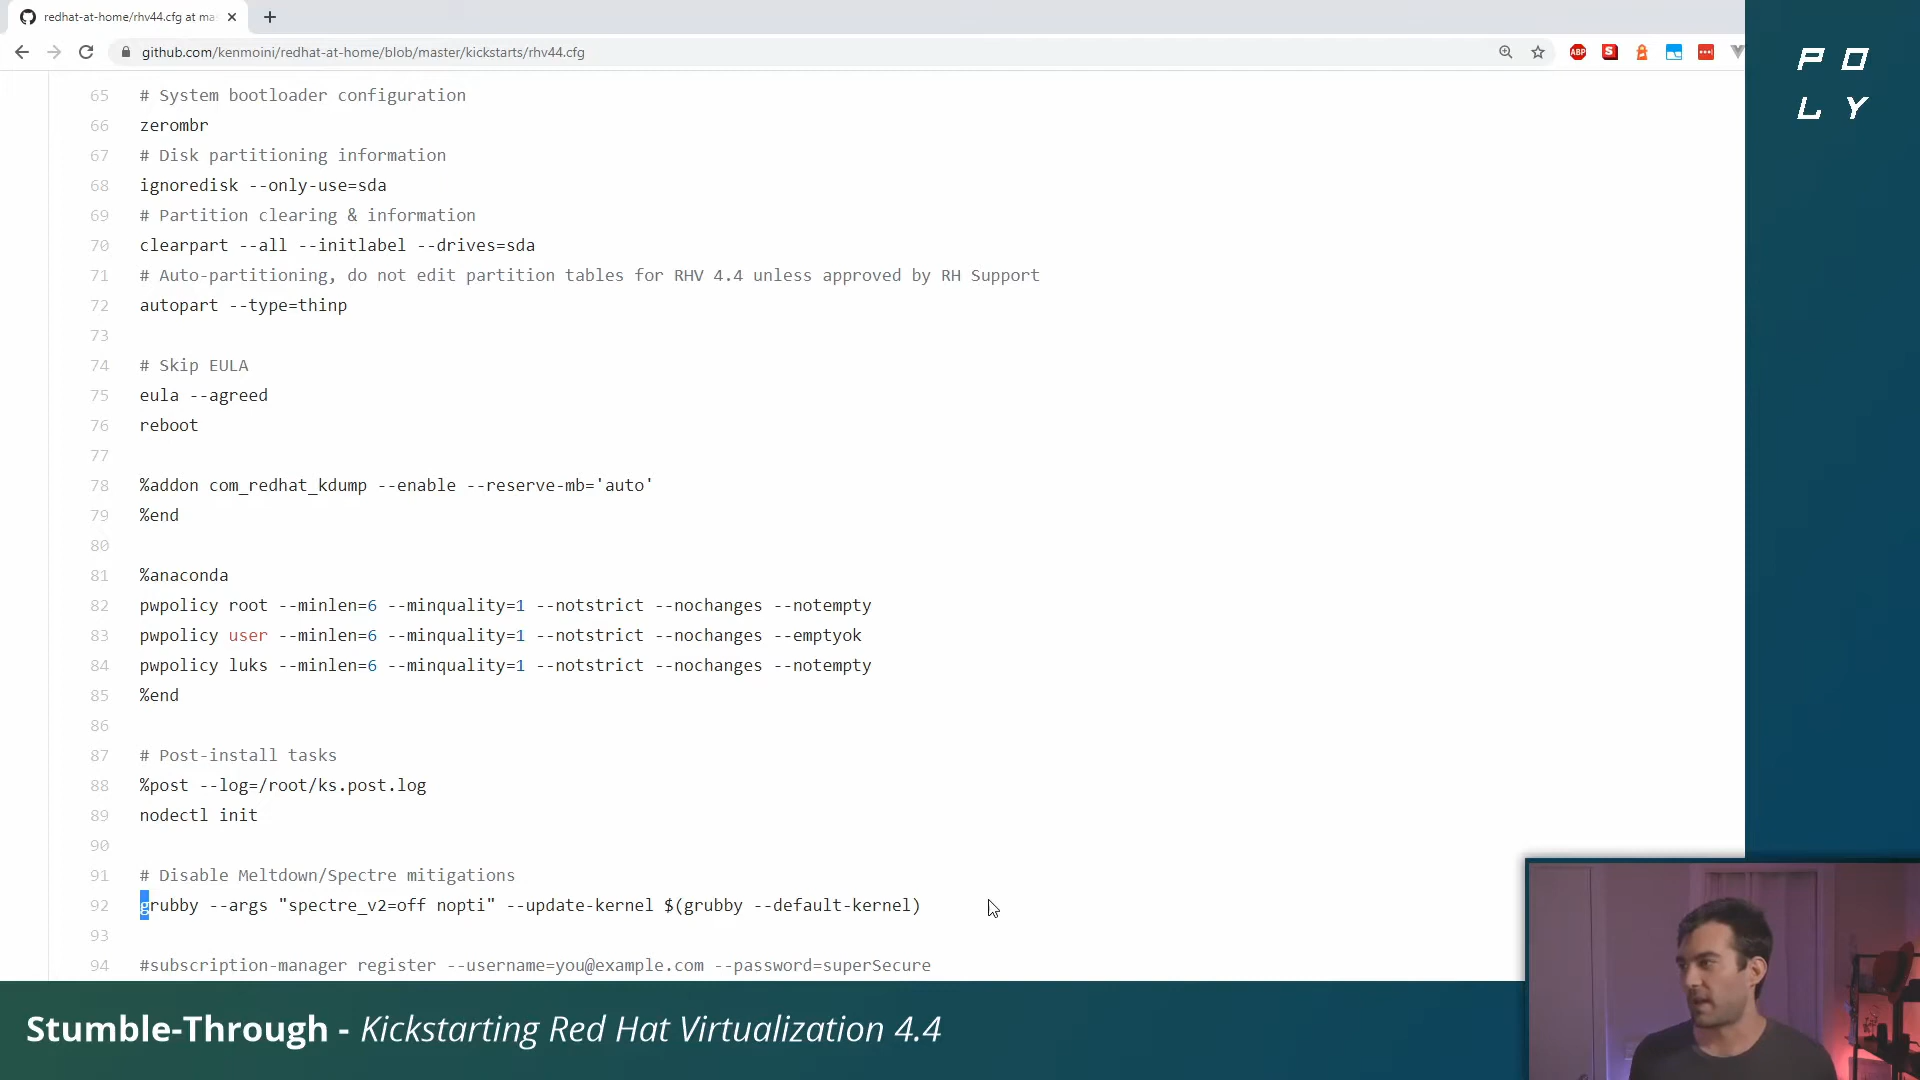 redhat-at-home/rhv44.cfg at ma
github.com/kenmoini/redhat-at-home/blob/master/kickstarts/rhv44.cfg
ABP
S
PO
LY
65 # System bootloader configuration
66 zerombr
67 # Disk partitioning information
68 ignoredisk --only-use=sda
69 # Partition clearing & information
70 clearpart --all --initlabel --drives=sda
71 # Auto-partitioning, do not edit partition tables for RHV 4.4 unless approved by RH Support
72 autopart --type=thinp
73
74 # Skip EULA
75 eula --agreed
76 reboot
77
78 %addon com_redhat_kdump --enable --reserve-mb='auto'
79 %end
80
81 %anaconda
82 pwpolicy root --minlen=6 --minquality=1 --notstrict --nochanges --notempty
83 pwpolicy user --minlen=6 --minquality=1 --notstrict --nochanges --emptyok
84 pwpolicy luks --minlen=6 --minquality=1 --notstrict --nochanges --notempty
85 %end
86
87 # Post-install tasks
88 %post --log=/root/ks.post.log
89 nodectl init
90
91 # Disable Meltdown/Spectre mitigations
92 grubby --args "spectre_v2=off nopti" --update-kernel $(grubby --default-kernel)
93
94 #subscription-manager register --username=you@example.com --password=superSecure
Stumble-Through - Kickstarting Red Hat Virtualization 4.4